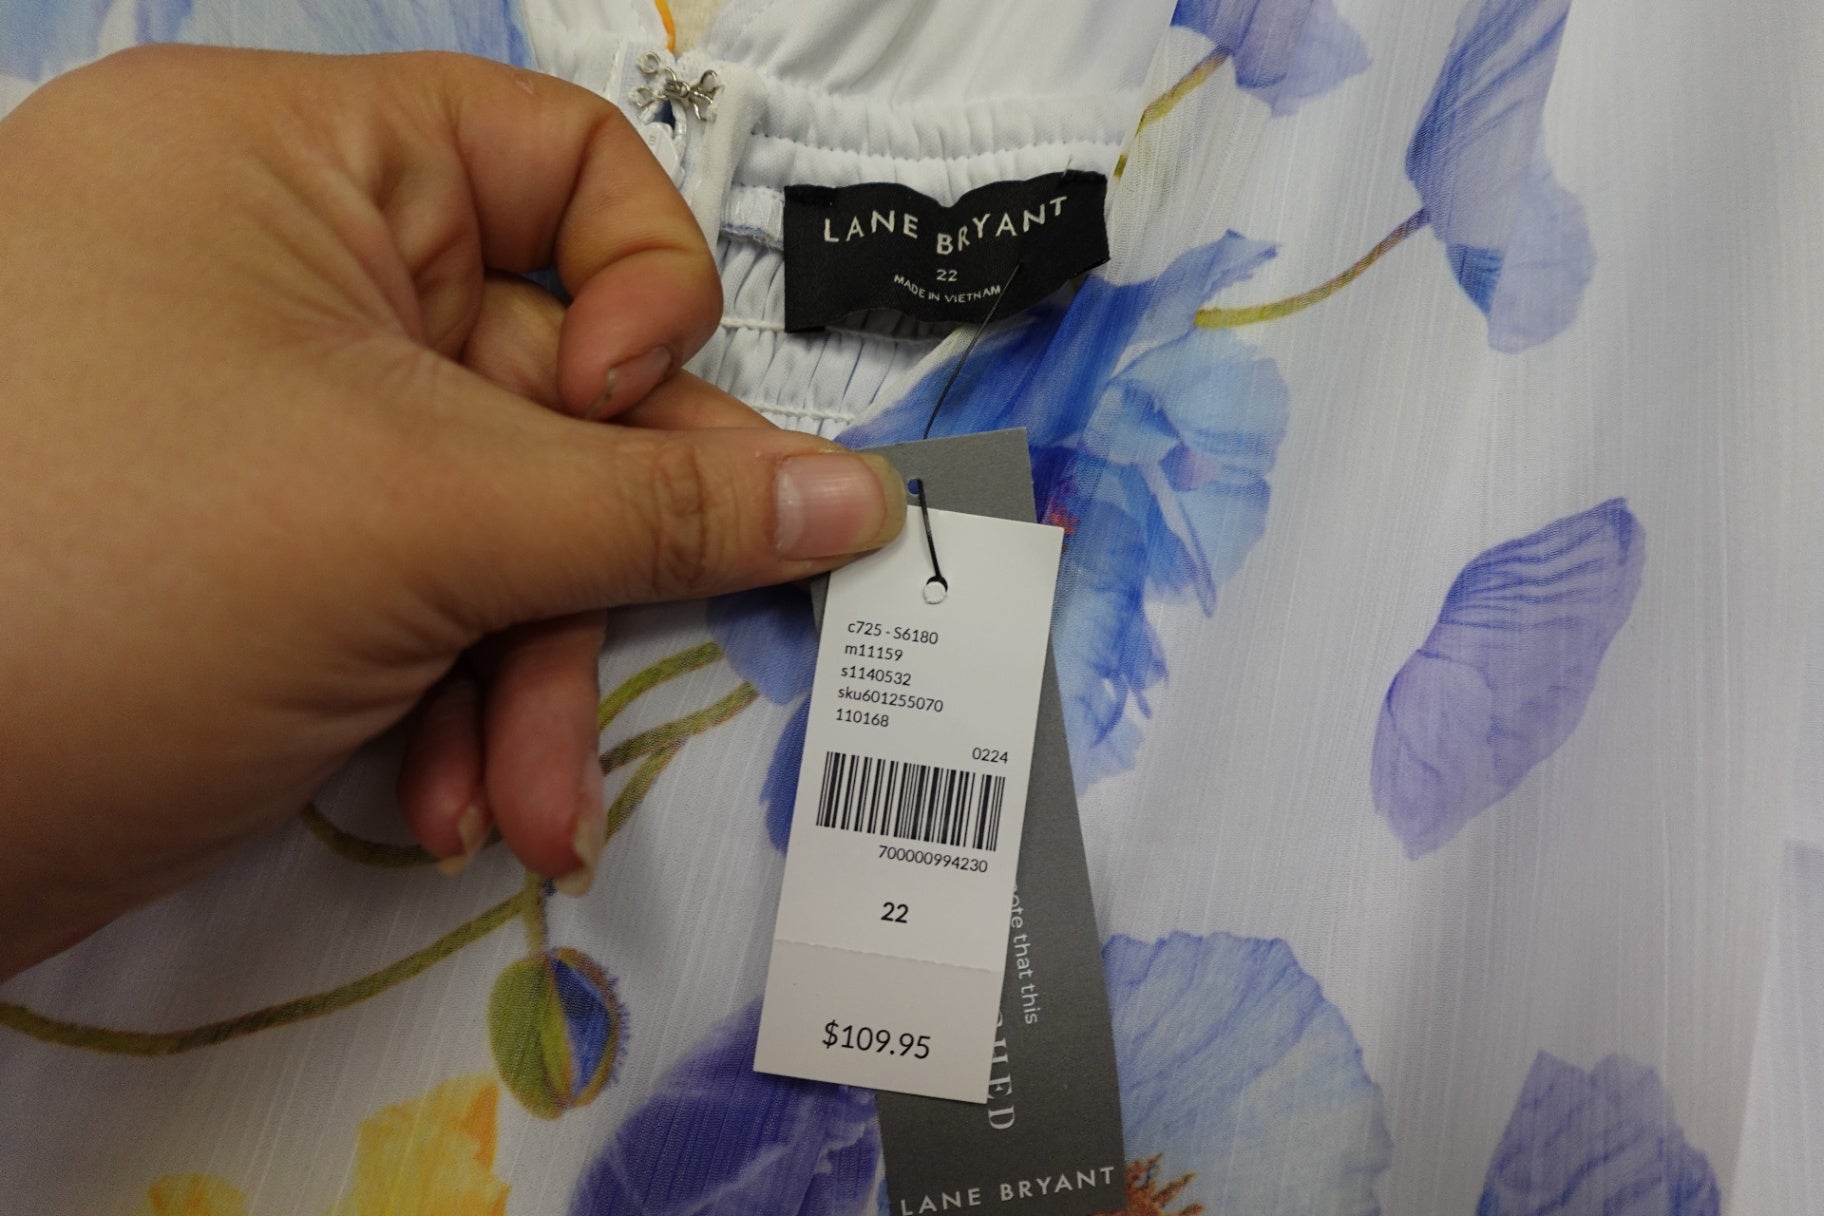 LANE BRYANT
22
MADE IN VIETNAM
c725 - S6180
m11159
s1140532
sku601255070
110168
0224
700000994230
22
$109.95
that this
LANE BRYANT